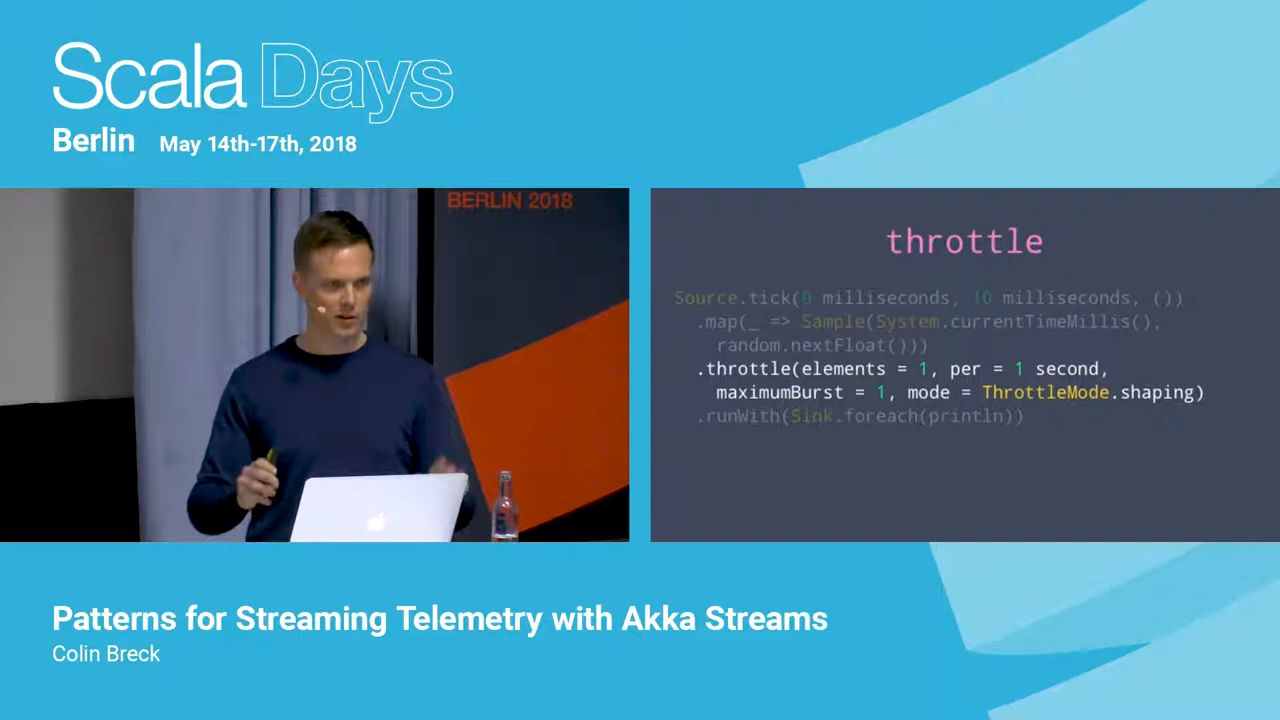 Scala Days
Berlin May 14th-17th, 2018
BERLIN 2018
throttle
Source.tick(0 milliseconds, 10 milliseconds, ())
.map(_ => Sample(System.currentTimeMillis(),
random.nextFloat()))
.throttle(elements = 1, per = 1 second,
maximumBurst = 1, mode = ThrottleMode.shaping)
.runWith(Sink.foreach(println))
Patterns for Streaming Telemetry with Akka Streams
Colin Breck